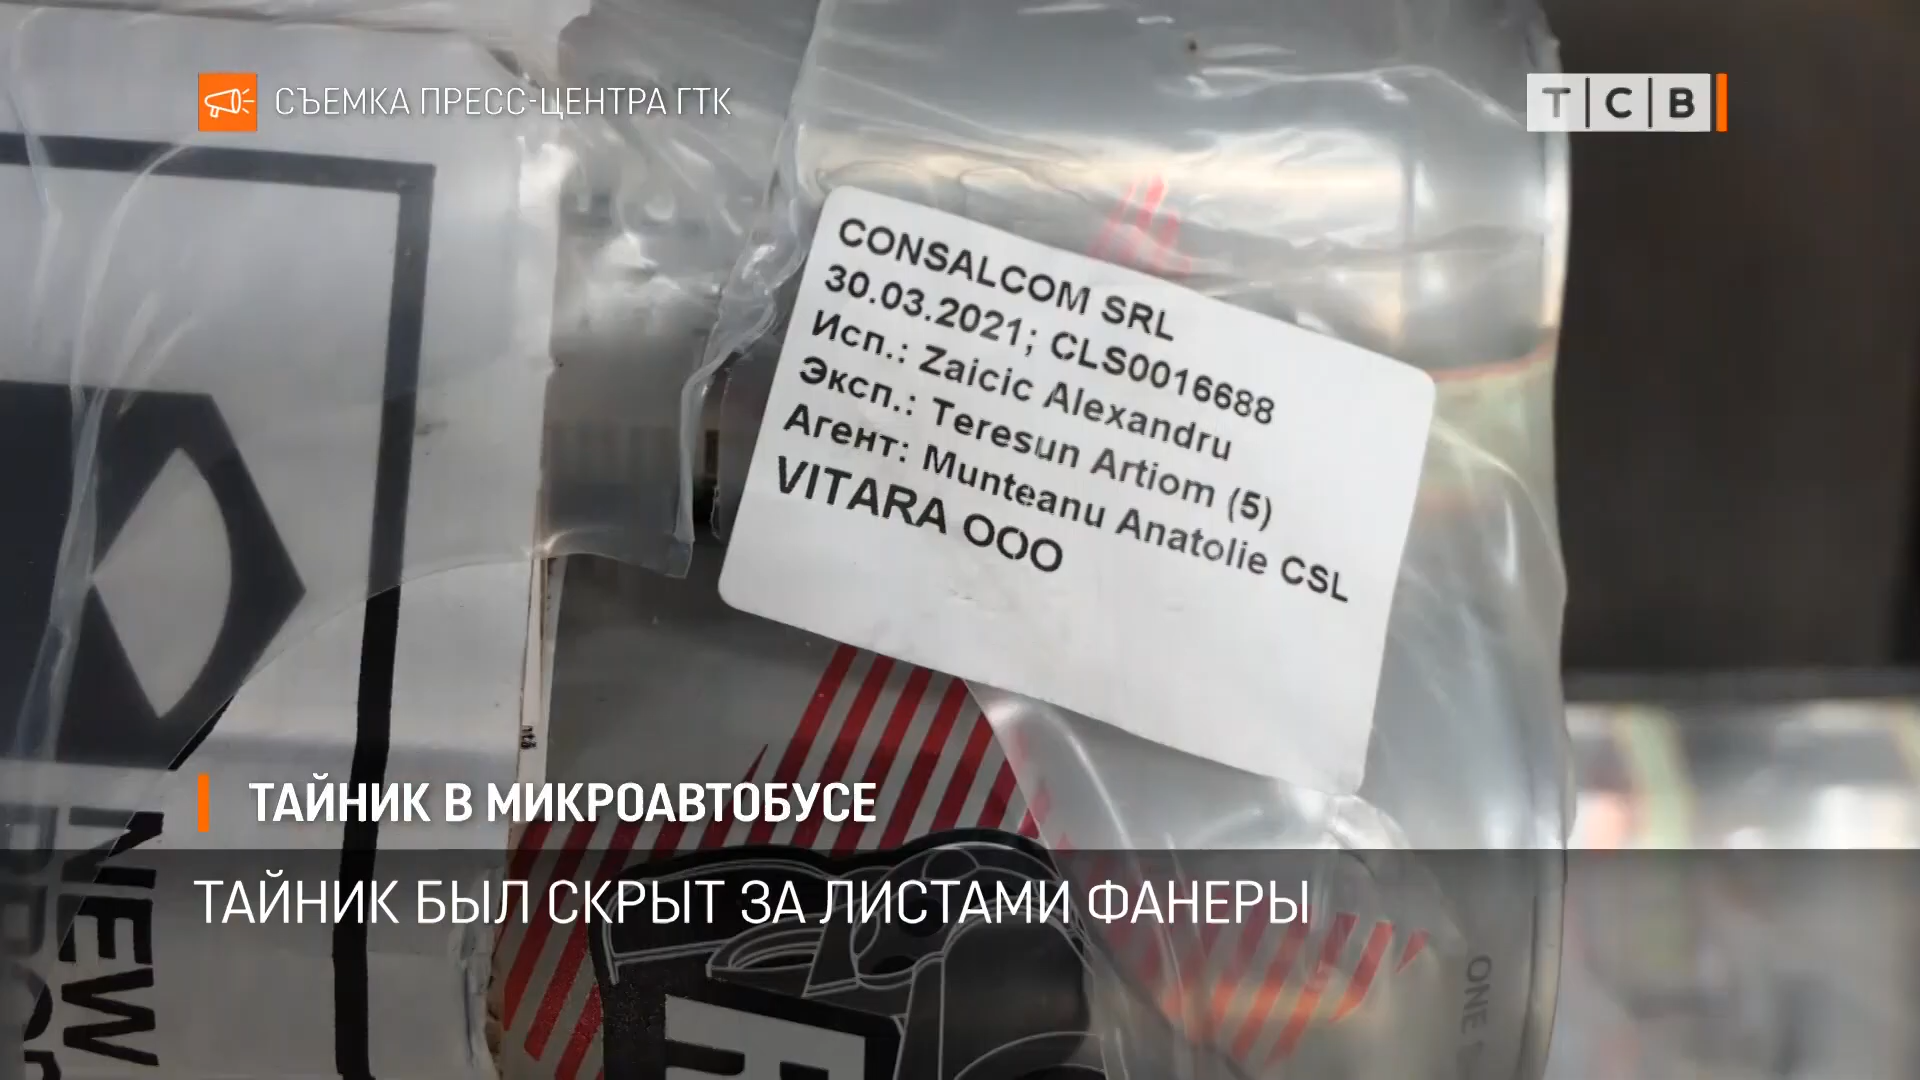 СЪЕМКА ПРЕСС-ЦЕНТРА ГТК
ТСВ
CONSALCOM SRL
30.03.2021; CLS0016688
Исп.: Zaicic Alexandru
Эксп.: Teresun Artiom (5)
Агент: Munteanu Anatolie CSL
VITARA OOO
ТАЙНИК В МИКРОАВТОБУСЕ
ТАЙНИК БЫЛ СКРЫТ ЗА ЛИСТАМИ ФАНЕРЫ
NEW
ONE